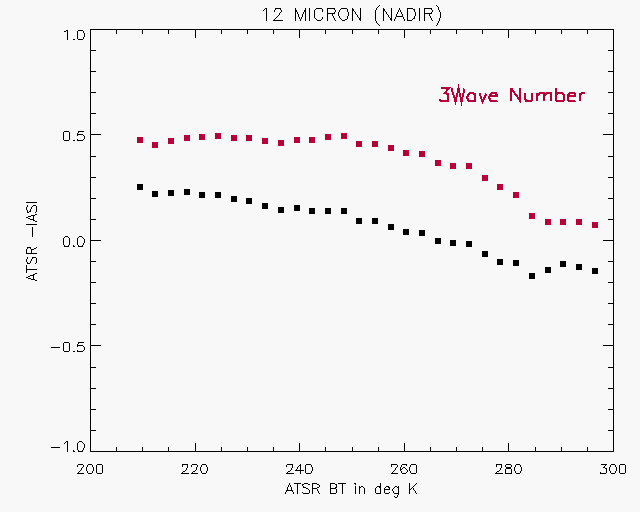 12 MICRON (NADIR)
1.0
3Wave Number
0.5
0.0
−0.5
−1.0
ATSR −IASI
200 220 240 260 280 300
ATSR BT in deg K